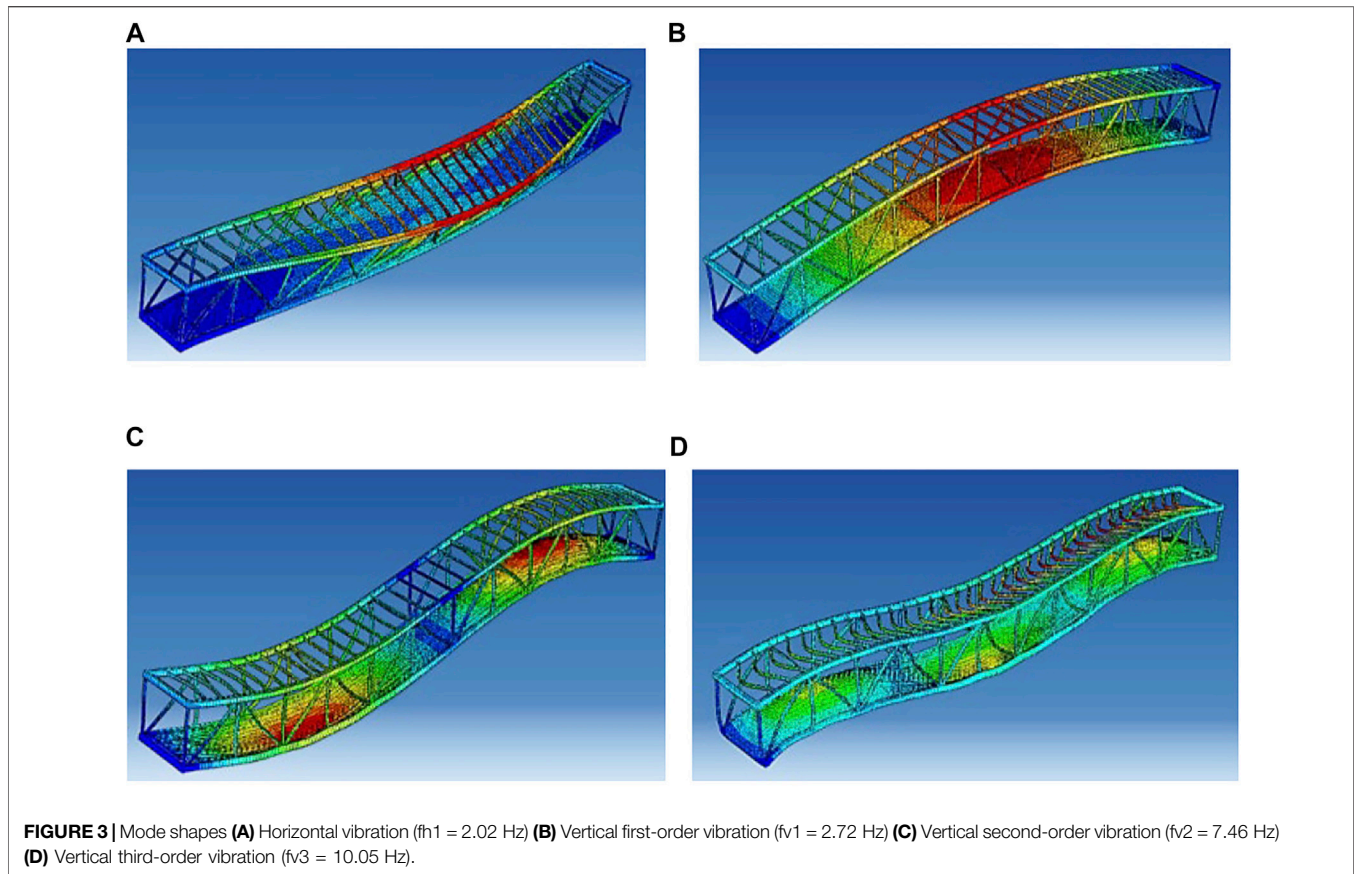 A
B
C
D
FIGURE 3 | Mode shapes (A) Horizontal vibration (fh1 = 2.02 Hz) (B) Vertical first-order vibration (fv1 = 2.72 Hz) (C) Vertical second-order vibration (fv2 = 7.46 Hz)
(D) Vertical third-order vibration (fv3 = 10.05 Hz).